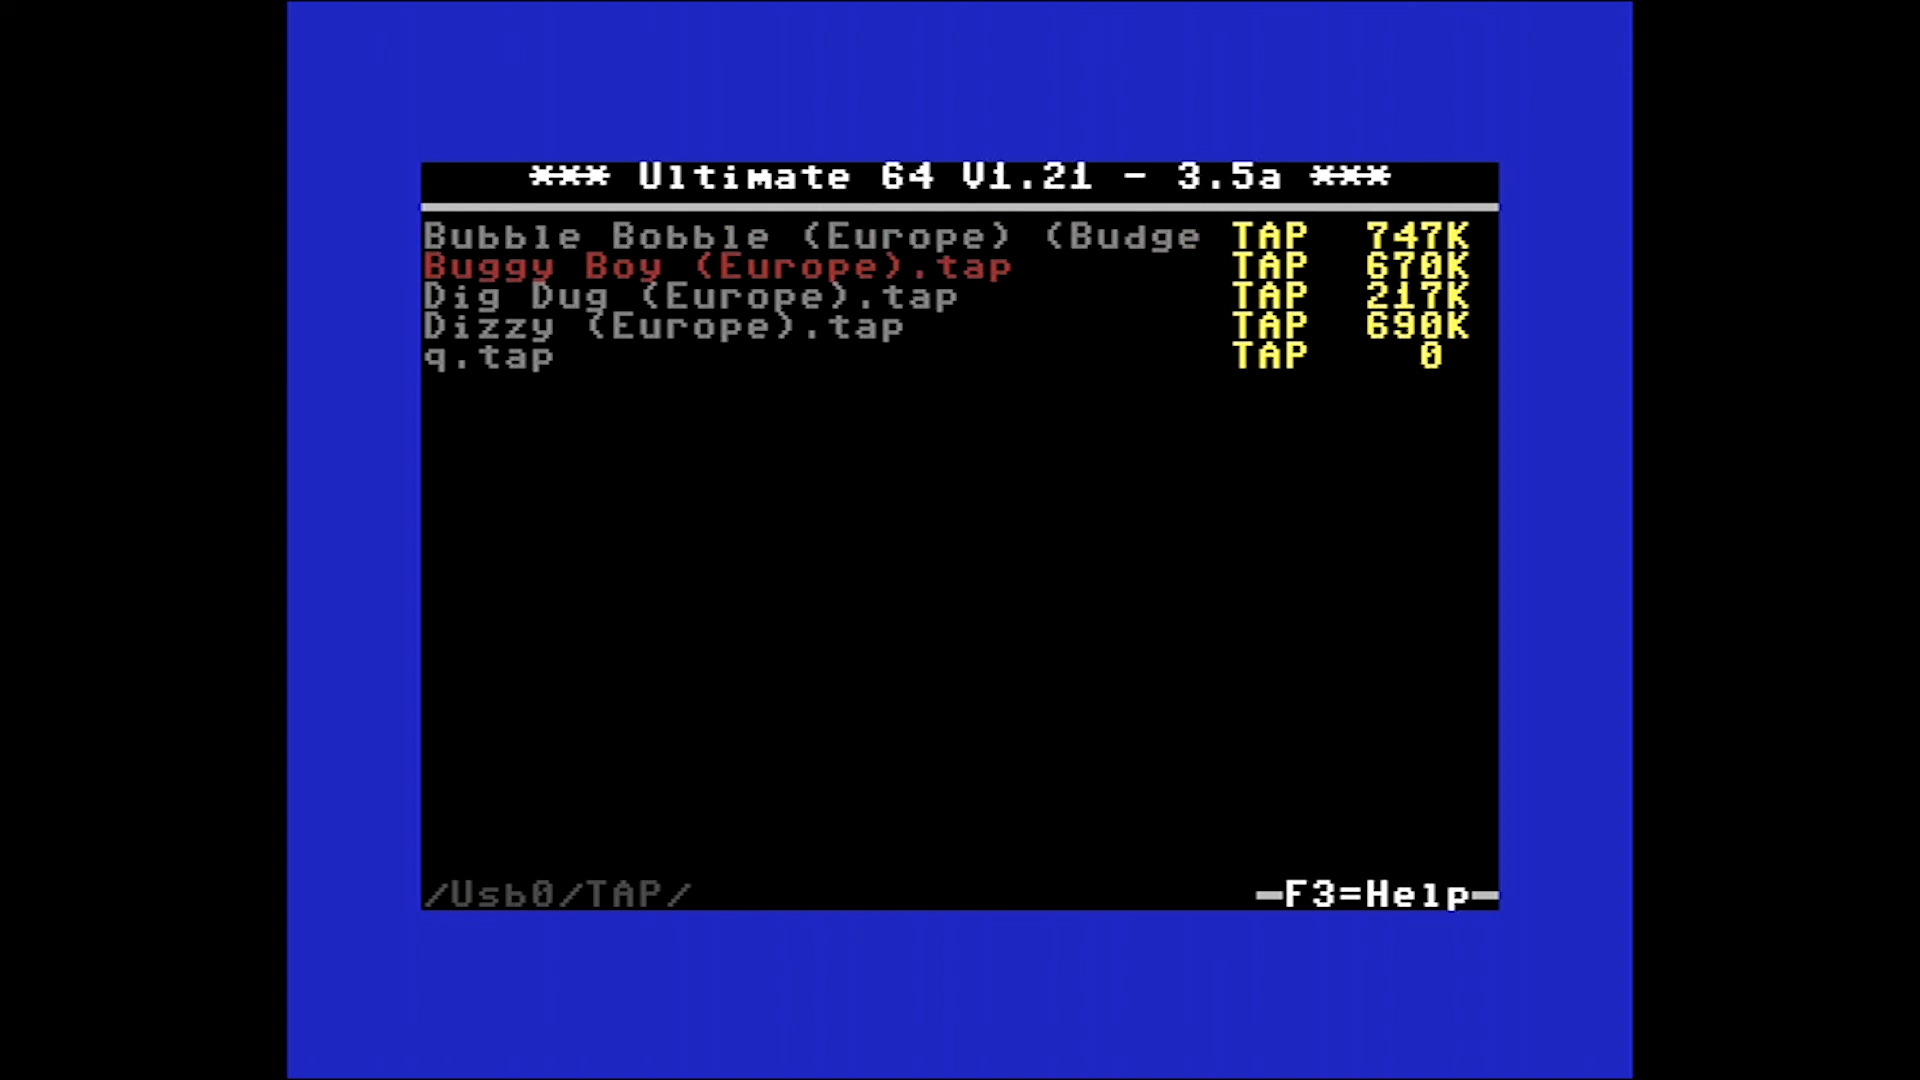 *** Ultimate 64 V1.21 - 3.5a ***
Bubble Bobble (Europe) (Budge TAP 747K
Buggy Boy (Europe).tap TAP 670K
Dig Dug (Europe).tap TAP 217K
Dizzy (Europe).tap TAP 690K
q.tap TAP 0
/Usb0/TAP/ F3=Help